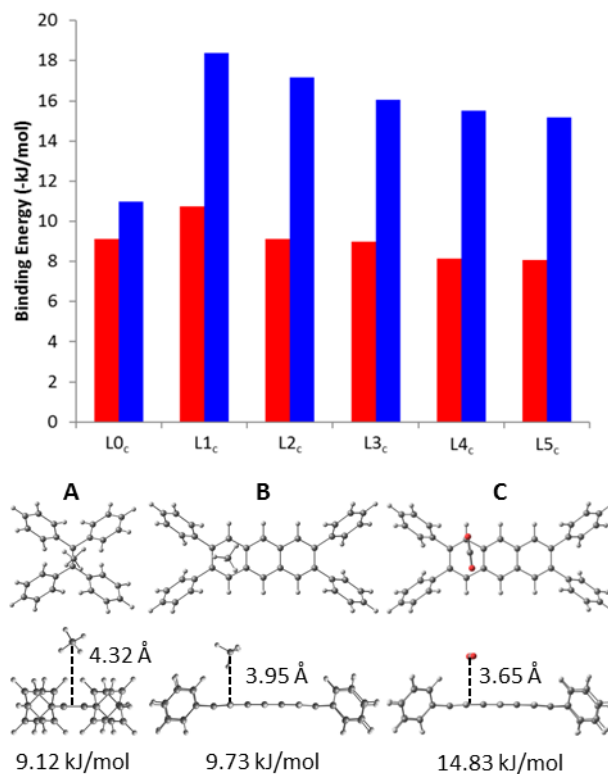 20
18
16
14
12
10
8
6
4
2
0
Binding Energy (-kJ/mol)
L0c L1c L2c L3c L4c L5c
A B C
4.32 Å 3.95 Å 3.65 Å
9.12 kJ/mol 9.73 kJ/mol 14.83 kJ/mol